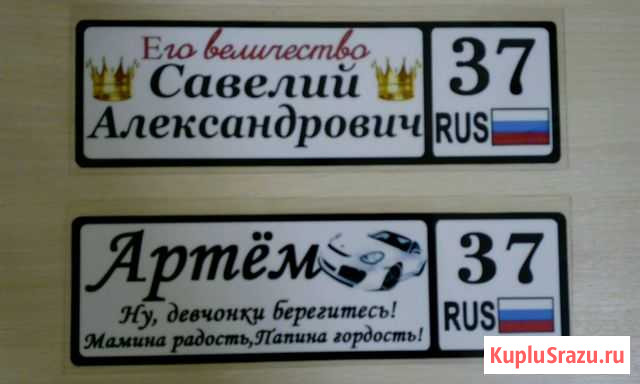 Его величество
Савелий
Александрович
37
RUS
Артём
Ну, девчонки берегитесь!
Мамина радость,Папина гордость!
37
RUS
KupluSrazu.ru